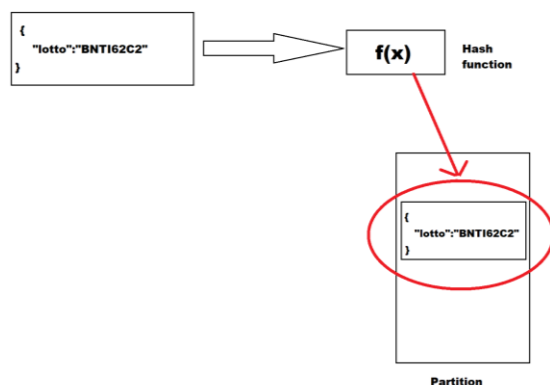 {
"lotto":"BNTI62C2"
}
f(x)
Hash
function
{
"lotto":"BNTI62C2"
}
Partition